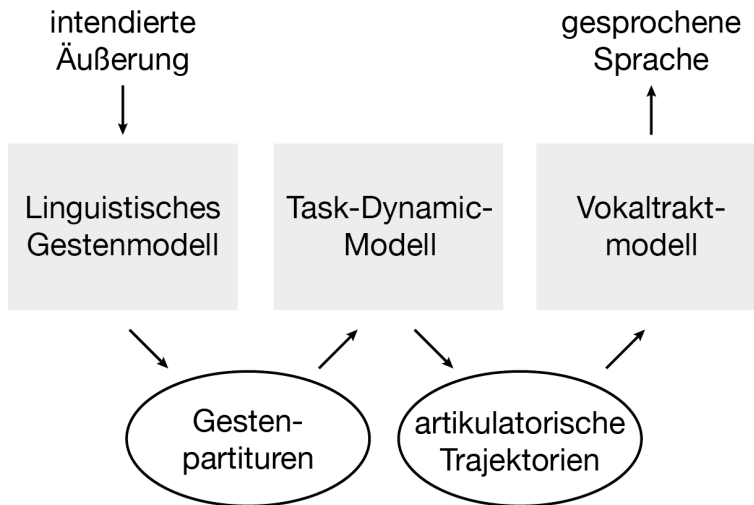 intendierte
Äußerung
gesprochene
Sprache
Linguistisches
Gestenmodell
Task-Dynamic-
Modell
Vokaltrakt-
modell
Gesten-
partituren
artikulatorische
Trajektorien